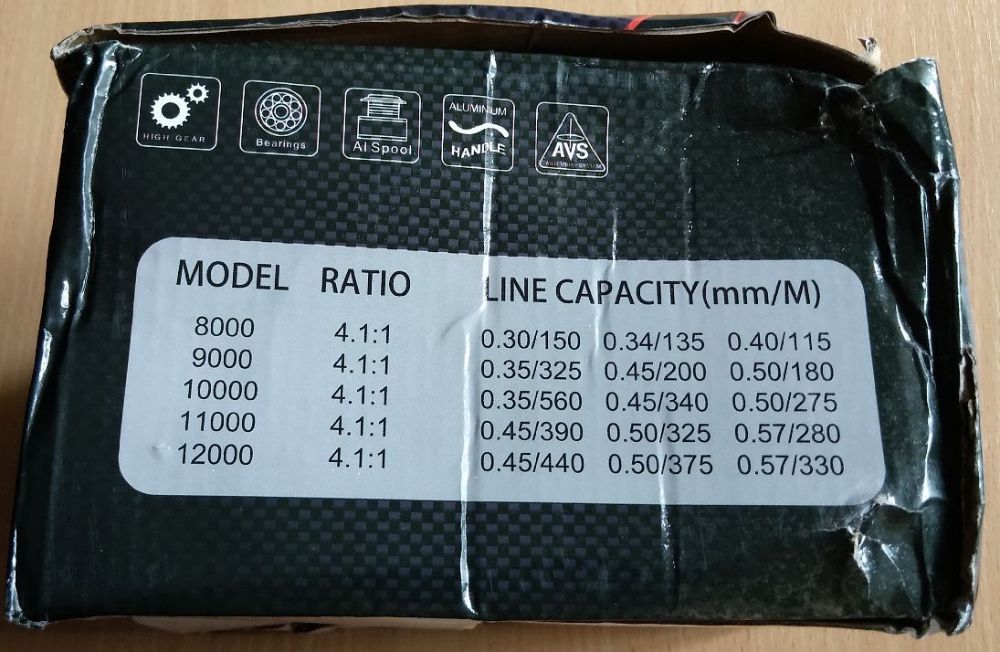 HIGH GEAR
Bearings
Al Spool
ALUMINIUM
HANDLE
AVS
MODEL RATIO LINE CAPACITY(mm/M)
8000 4.1:1 0.30/150 0.34/135 0.40/115
9000 4.1:1 0.35/325 0.45/200 0.50/180
10000 4.1:1 0.35/560 0.45/340 0.50/275
11000 4.1:1 0.45/390 0.50/325 0.57/280
12000 4.1:1 0.45/440 0.50/375 0.57/330